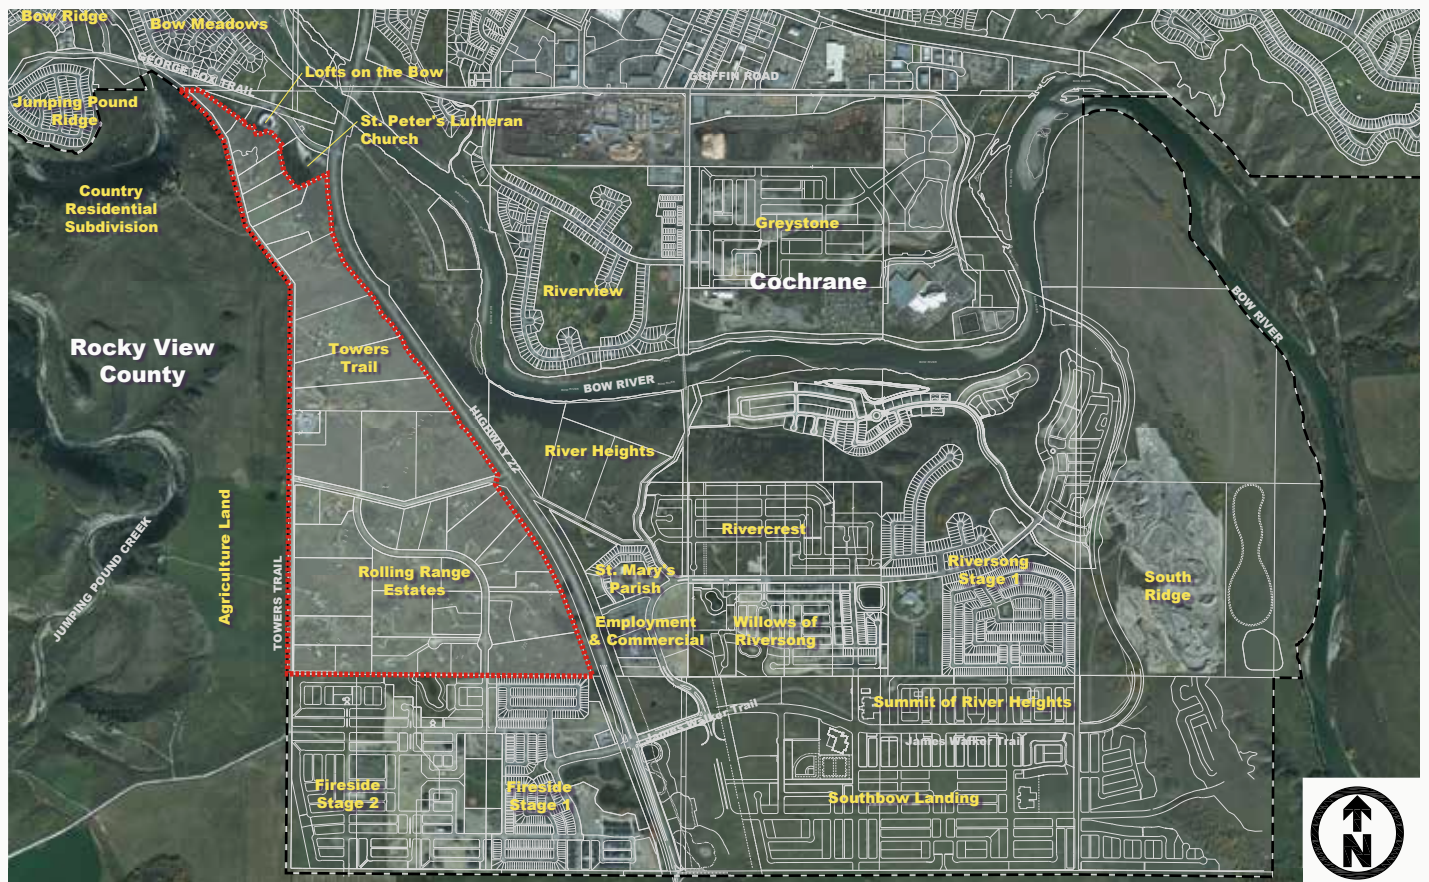 Bow Ridge
Bow Meadows
GEORGE FOX TRAIL
Lofts on the Bow
GRIFFIN ROAD
Jumping Pound
Ridge
St. Peter's Lutheran
Church
Country
Residential
Subdivision
Greystone
Cochrane
Riverview
BOW RIVER
Rocky View
County
Towers
Trail
BOW RIVER
HIGHWAY 22
River Heights
Agriculture Land
JUMPING POUND CREEK
TOWERS TRAIL
Rivercrest
Rolling Range
Estates
St. Mary's
Parish
Riversong
Stage 1
South
Ridge
Employment
& Commercial
Willows of
Riversong
Summit of River Heights
James Walker Trail
James Walker Trail
Fireside
Stage 2
Fireside
Stage 1
Southbow Landing
N